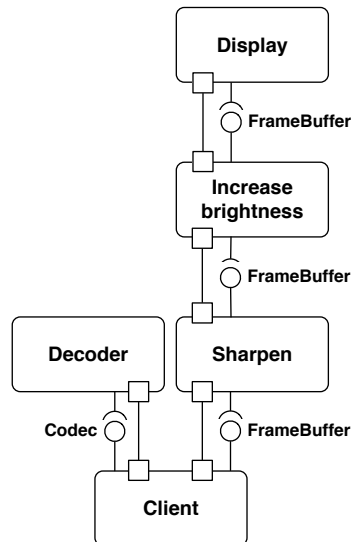 Display
FrameBuffer
Increase
brightness
FrameBuffer
Decoder
Sharpen
Codec
FrameBuffer
Client